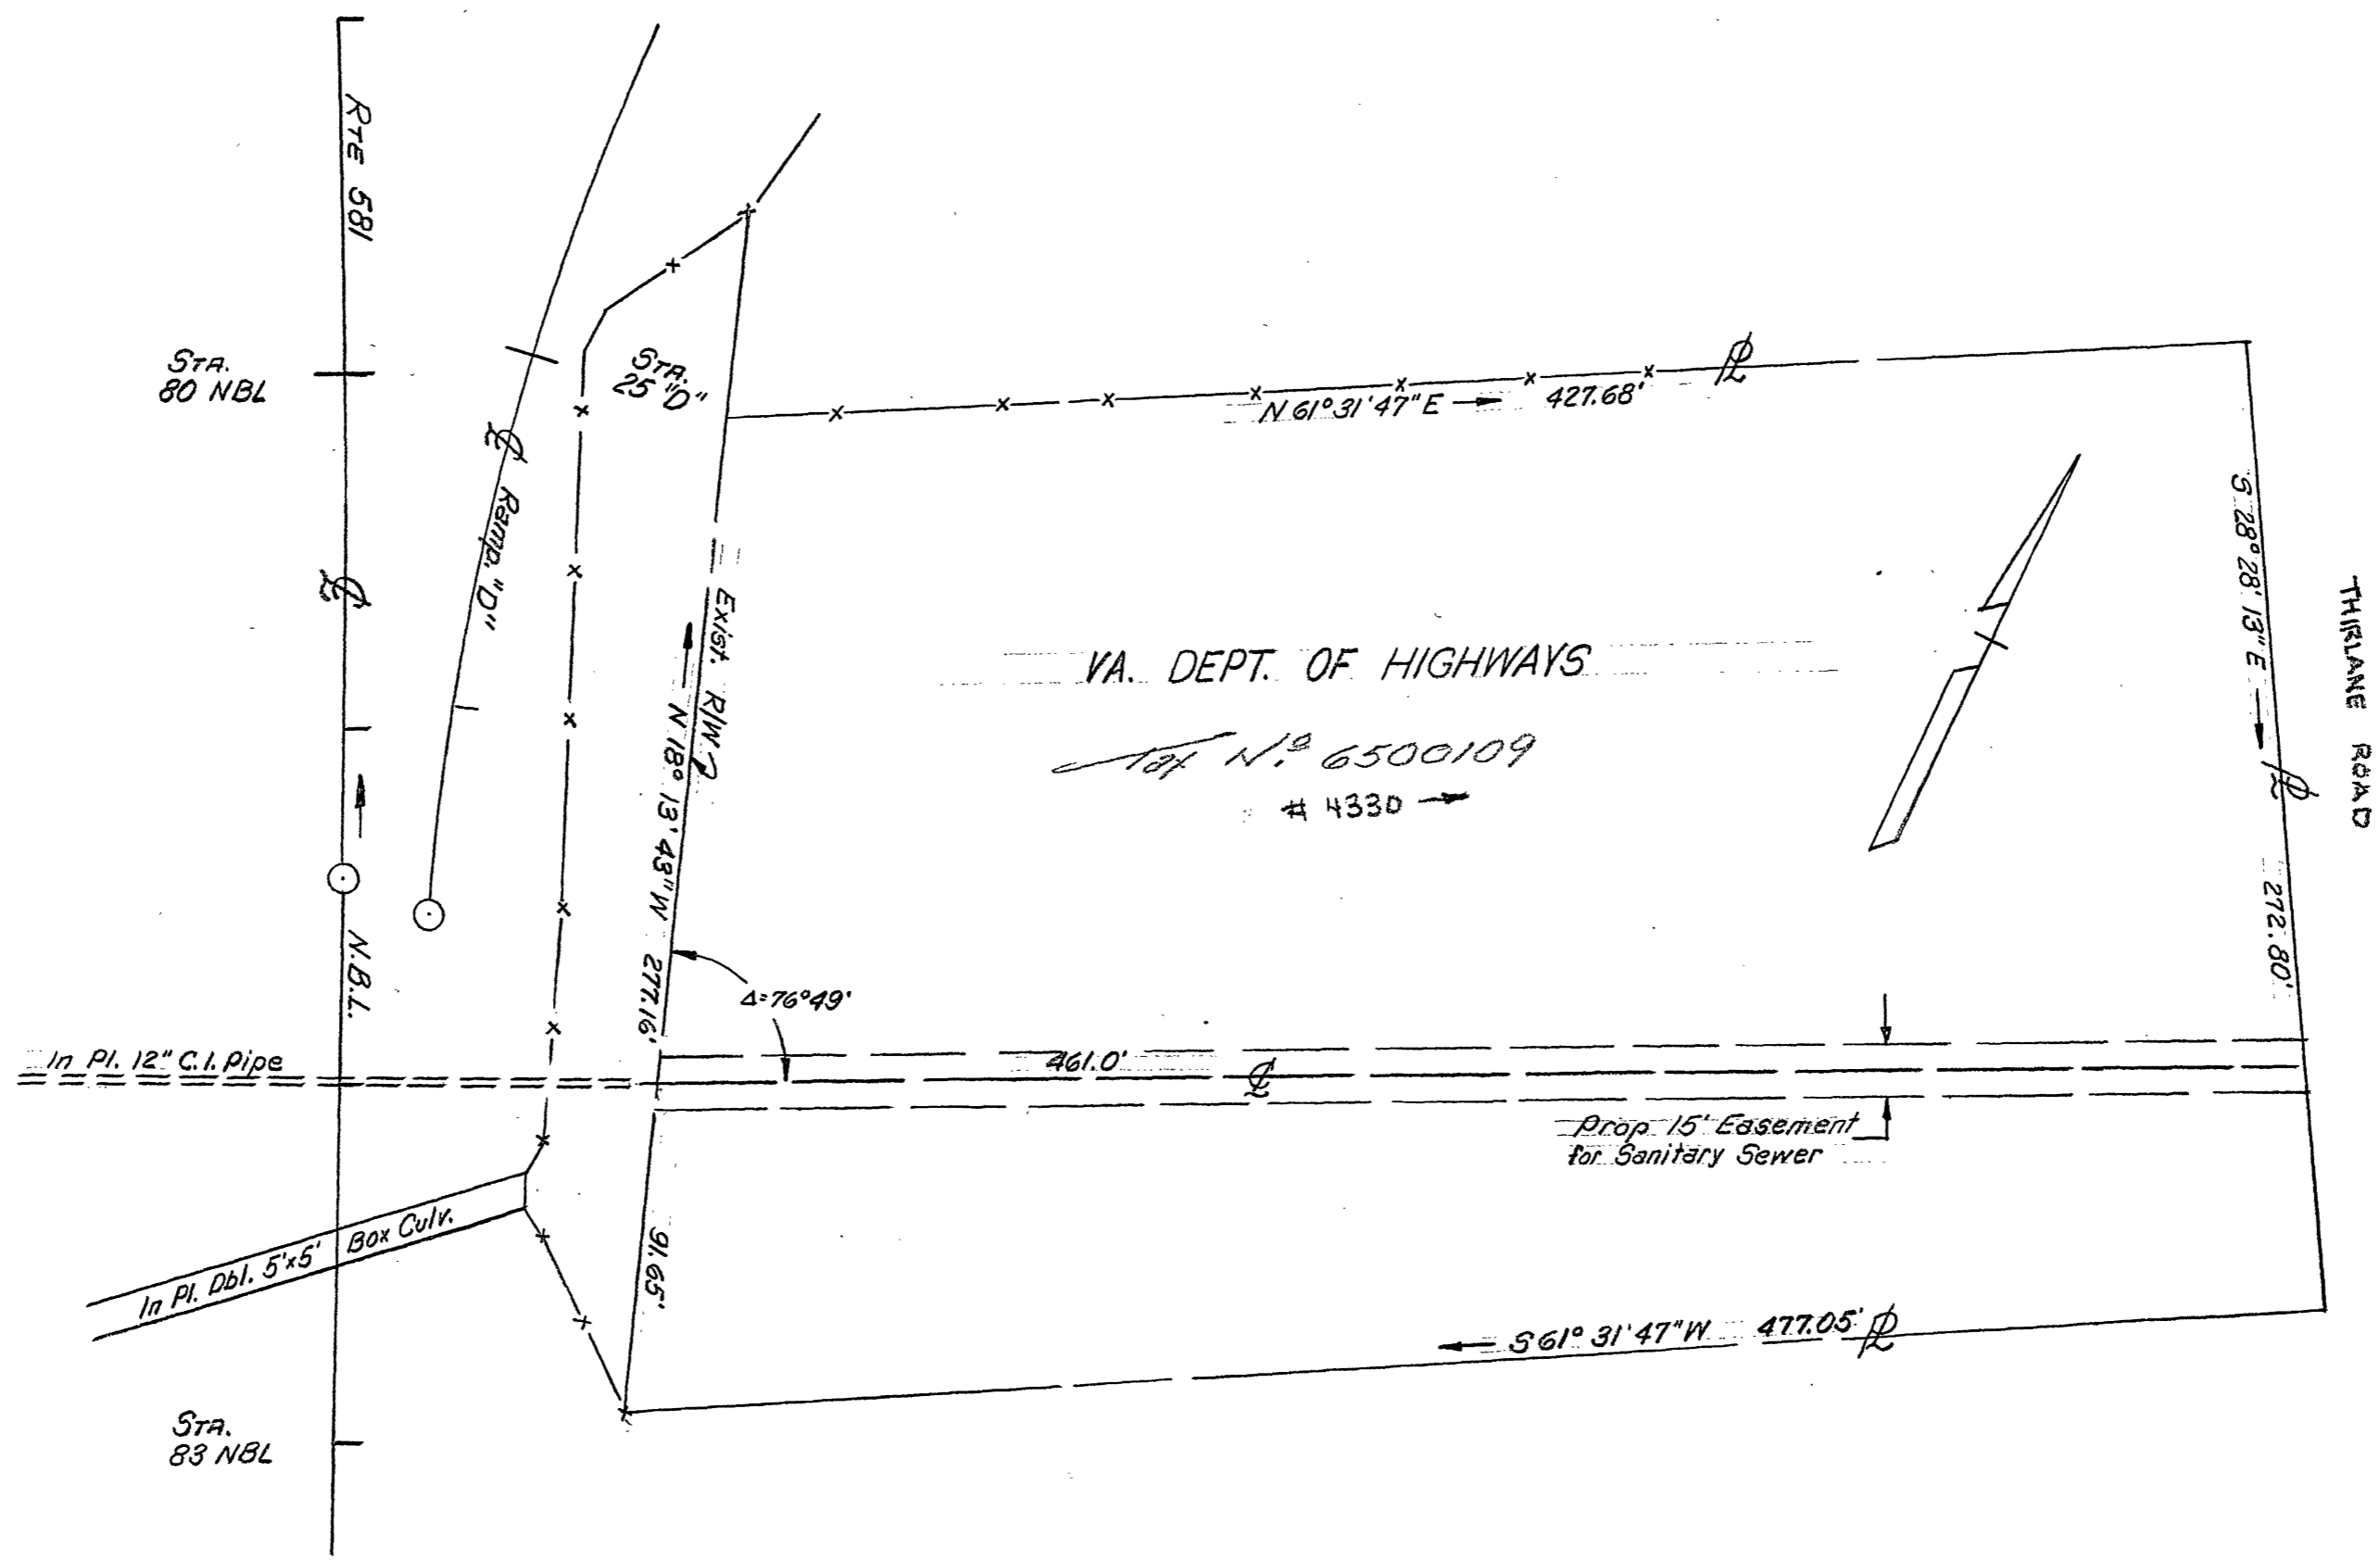 RTE 581
STA.
80 NBL
STA.
25 "D"
℄
Ramp. "D"
℄
N.B.L.
N 61° 31' 47" E 427.68'
℄
Exist. R/W
N 18° 13' 43" W 277.16'
VA. DEPT. OF HIGHWAYS
Tax No. 6500109
# 4330
S 28° 28' 13" E 272.80'
THIRLANE ROAD
Δ=76°49'
In Pl. 12" C.I. Pipe
461.0'
℄
Prop 15' Easement
for Sanitary Sewer
In Pl. Dbl. 5'x5' Box Culv.
91.65'
S 61° 31' 47" W 477.05'
STA.
83 NBL